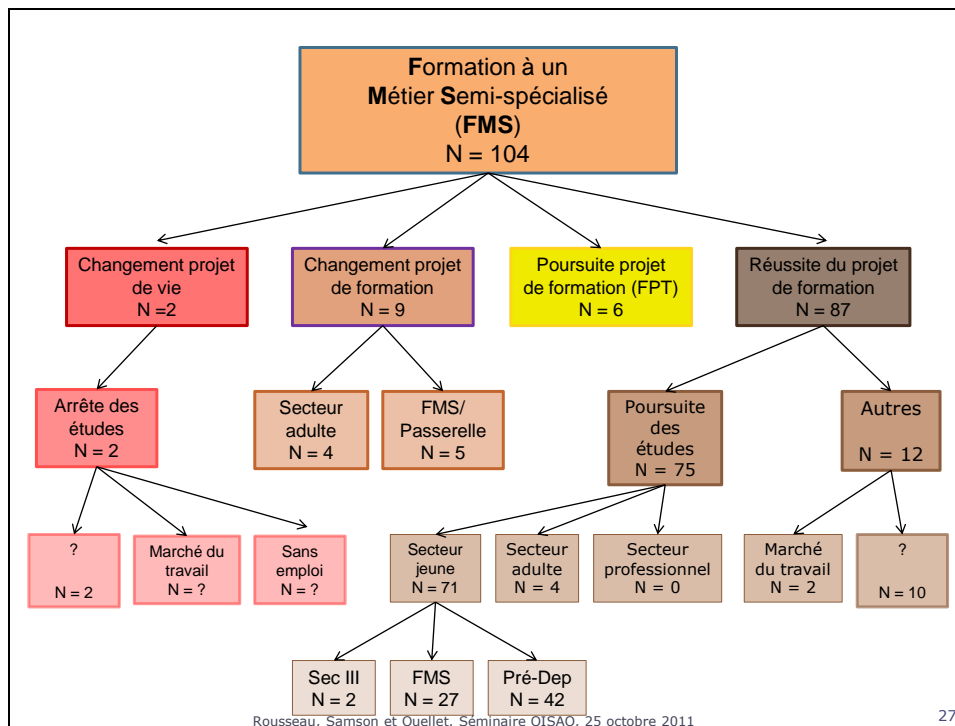 Formation à un
Métier Semi-spécialisé
(FMS)
N = 104
Changement projet
de vie
N =2
Changement projet
de formation
N = 9
Poursuite projet
de formation (FPT)
N = 6
Réussite du projet
de formation
N = 87
Arrête des
études
N = 2
Secteur
adulte
N = 4
FMS/
Passerelle
N = 5
Poursuite
des
études
N = 75
Autres
N = 12
?
N = 2
Marché du
travail
N = ?
Sans
emploi
N = ?
Secteur
jeune
N = 71
Secteur
adulte
N = 4
Secteur
professionnel
N = 0
Marché
du travail
N = 2
?
N = 10
Sec III
N = 2
FMS
N = 27
Pré-Dep
N = 42
Rousseau, Samson et Ouellet, Séminaire OISAO, 25 octobre 2011
27